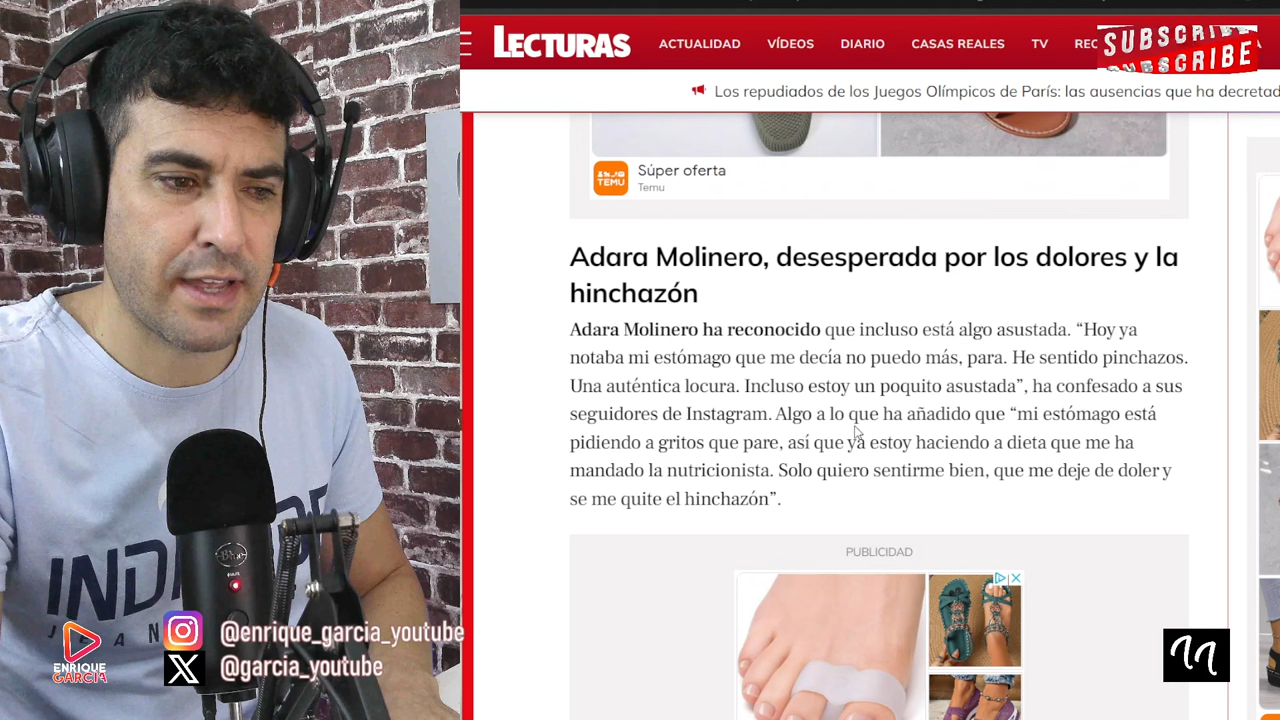 LECTURAS
ACTUALIDAD VÍDEOS DIARIO CASAS REALES TV
SUBSCRIBE
SUBSCRIBE
Los repudiados de los Juegos Olímpicos de París: las ausencias que ha decretad
TEMU
Súper oferta
Temu
Adara Molinero, desesperada por los dolores y la
hinchazón
Adara Molinero ha reconocido que incluso está algo asustada. “Hoy ya
notaba mi estómago que me decía no puedo más, para. He sentido pinchazos.
Una auténtica locura. Incluso estoy un poquito asustada”, ha confesado a sus
seguidores de Instagram. Algo a lo que ha añadido que “mi estómago está
pidiendo a gritos que pare, así que ya estoy haciendo a dieta que me ha
mandado la nutricionista. Solo quiero sentirme bien, que me deje de doler y
se me quite el hinchazón”.
PUBLICIDAD
Blue
@enrique_garcia_youtube
@garcia_youtube
ENRIQUE
GARCIA